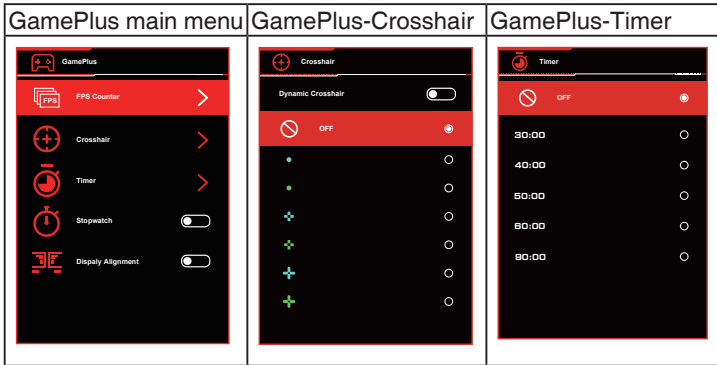 GamePlus main menu
GamePlus-Crosshair
GamePlus-Timer
GamePlus
FPS Counter
FPS
Crosshair
Timer
Stopwatch
Dispaly Alignment
Crosshair
Dynamic Crosshair
OFF
Timer
OFF
30:00
40:00
50:00
60:00
90:00